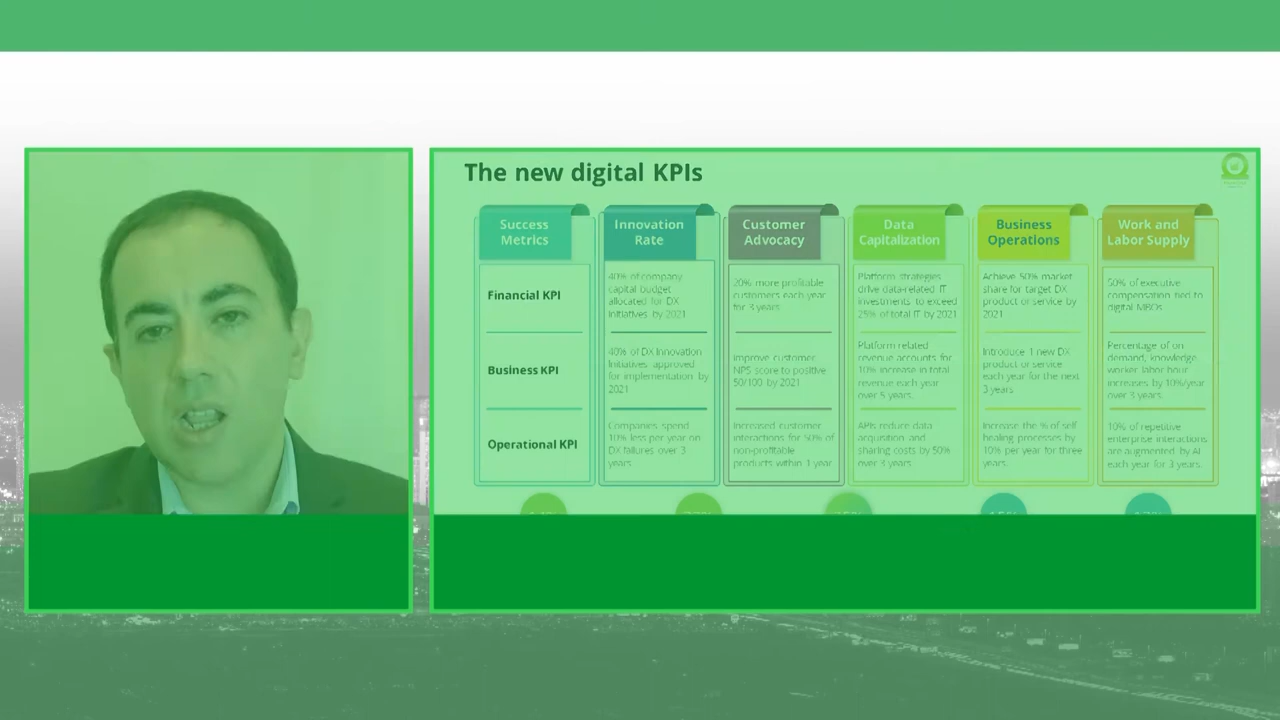 The new digital KPIs
Success
Metrics
Innovation
Rate
Customer
Advocacy
Data
Capitalization
Business
Operations
Work and
Labor Supply
Financial KPI
40% of company
capital budget
allocated for DX
initiatives by 2021
20% more profitable
customers each year
for 3 years
Platform strategies
drive data-related IT
investments to exceed
25% of total IT by 2021
Achieve 50% market
share for target DX
product or service by
2021
50% of executive
compensation tied to
digital MBOs
Business KPI
40% of DX Innovation
Initiatives approved
for implementation by
2021
Improve customer
NPS score to positive
50/100 by 2021
Platform related
revenue accounts for
10% increase in total
revenue each year
over 5 years.
Introduce 1 new DX
product or service
each year for the next
3 years
Percentage of on
demand, knowledge
worker labor hour
increases by 10%/year
over 3 years.
Operational KPI
Companies spend
10% less per year on
DX failures over 3
years
Increased customer
interactions for 50% of
non-profitable
products within 1 year
APIs reduce data
acquisition and
sharing costs by 50%
over 3 years
Increase the % of self
healing processes by
10% per year for three
years.
10% of repetitive
enterprise interactions
are augmented by AI
each year for 3 years.